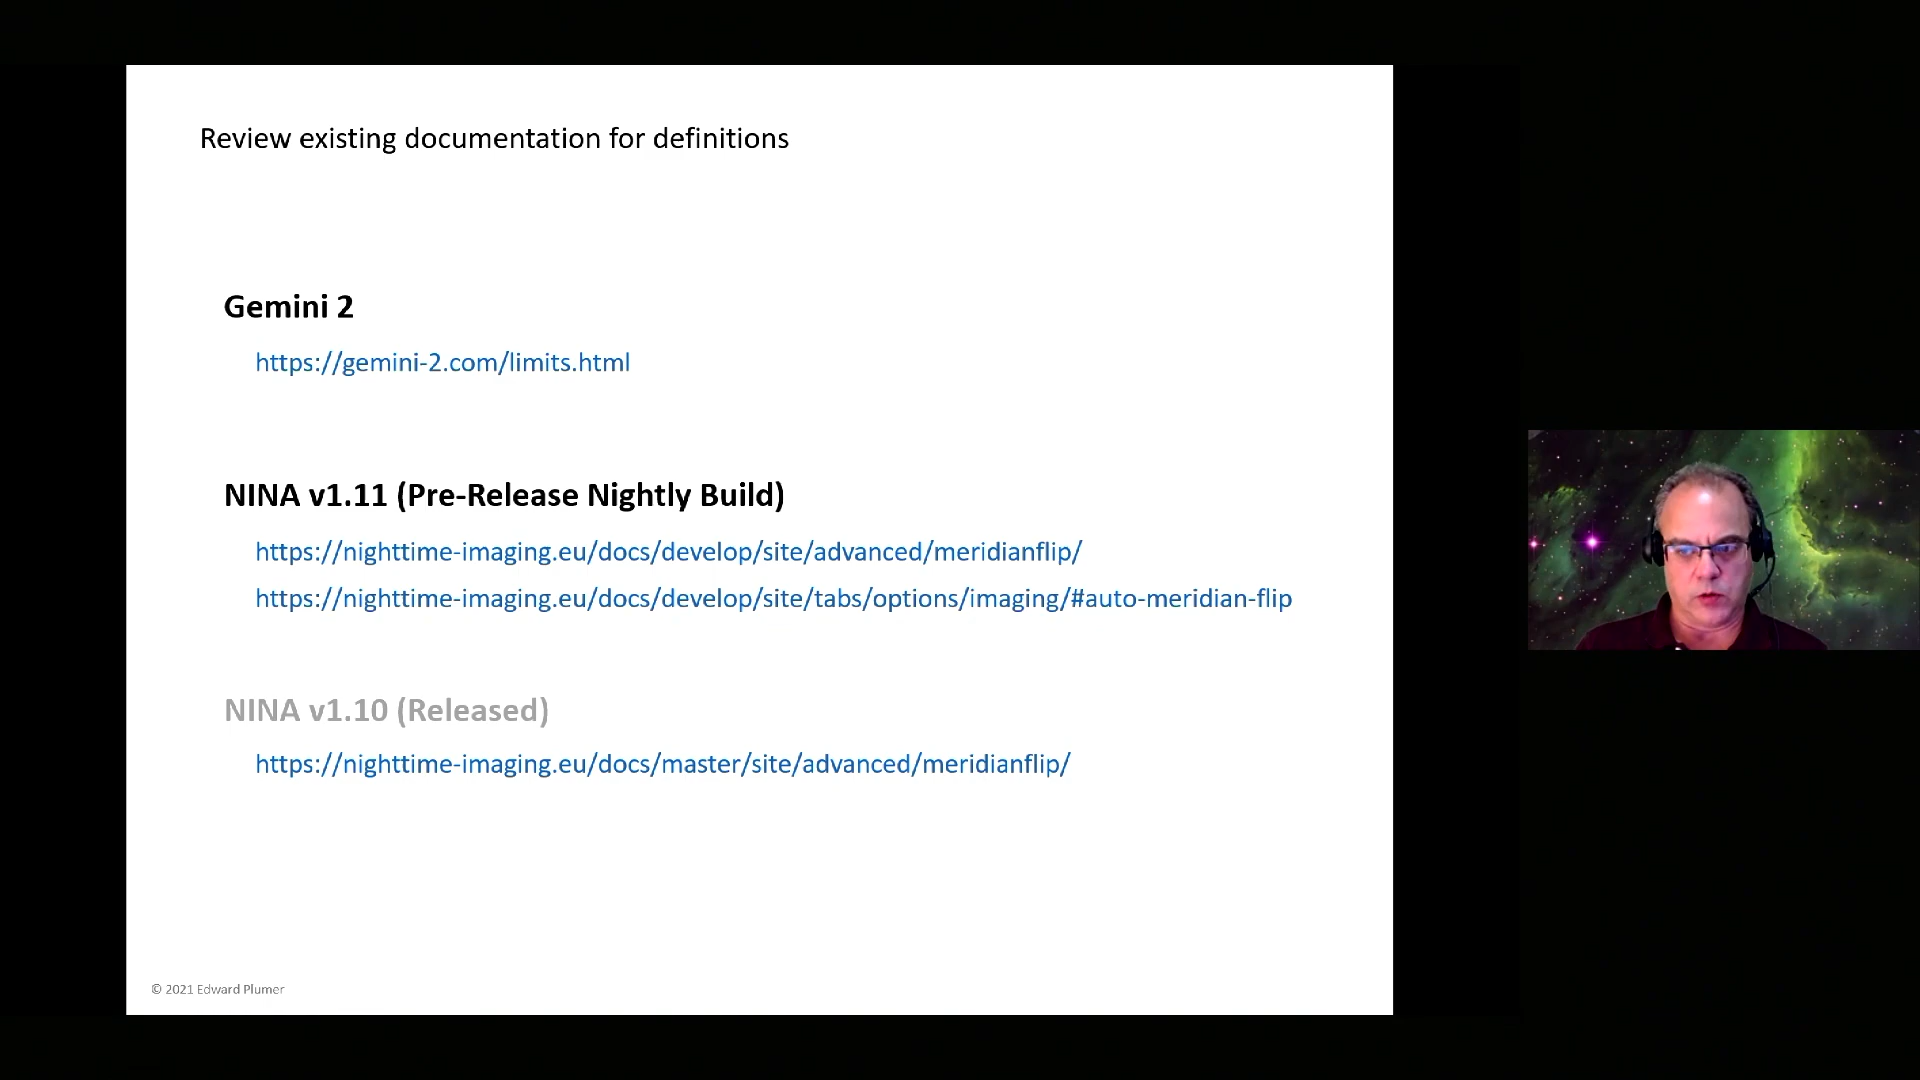 Review existing documentation for definitions
Gemini 2
https://gemini-2.com/limits.html
NINA v1.11 (Pre-Release Nightly Build)
https://nighttime-imaging.eu/docs/develop/site/advanced/meridianflip/
https://nighttime-imaging.eu/docs/develop/site/tabs/options/imaging/#auto-meridian-flip
NINA v1.10 (Released)
https://nighttime-imaging.eu/docs/master/site/advanced/meridianflip/
© 2021 Edward Plumer